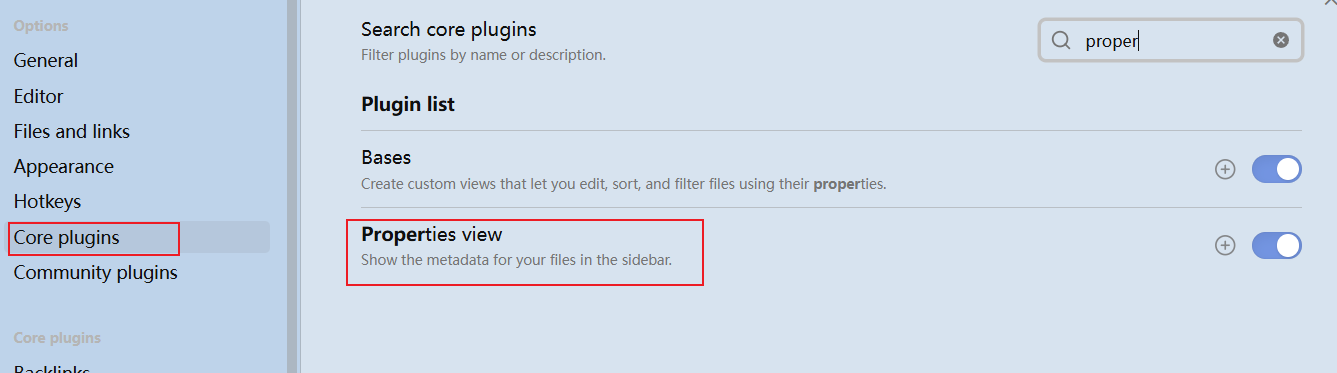 Options
General
Editor
Files and links
Appearance
Hotkeys
Core plugins
Community plugins
Core plugins
Backlinks
Search core plugins
Filter plugins by name or description.
proper
Plugin list
Bases
Create custom views that let you edit, sort, and filter files using their properties.
Properties view
Show the metadata for your files in the sidebar.